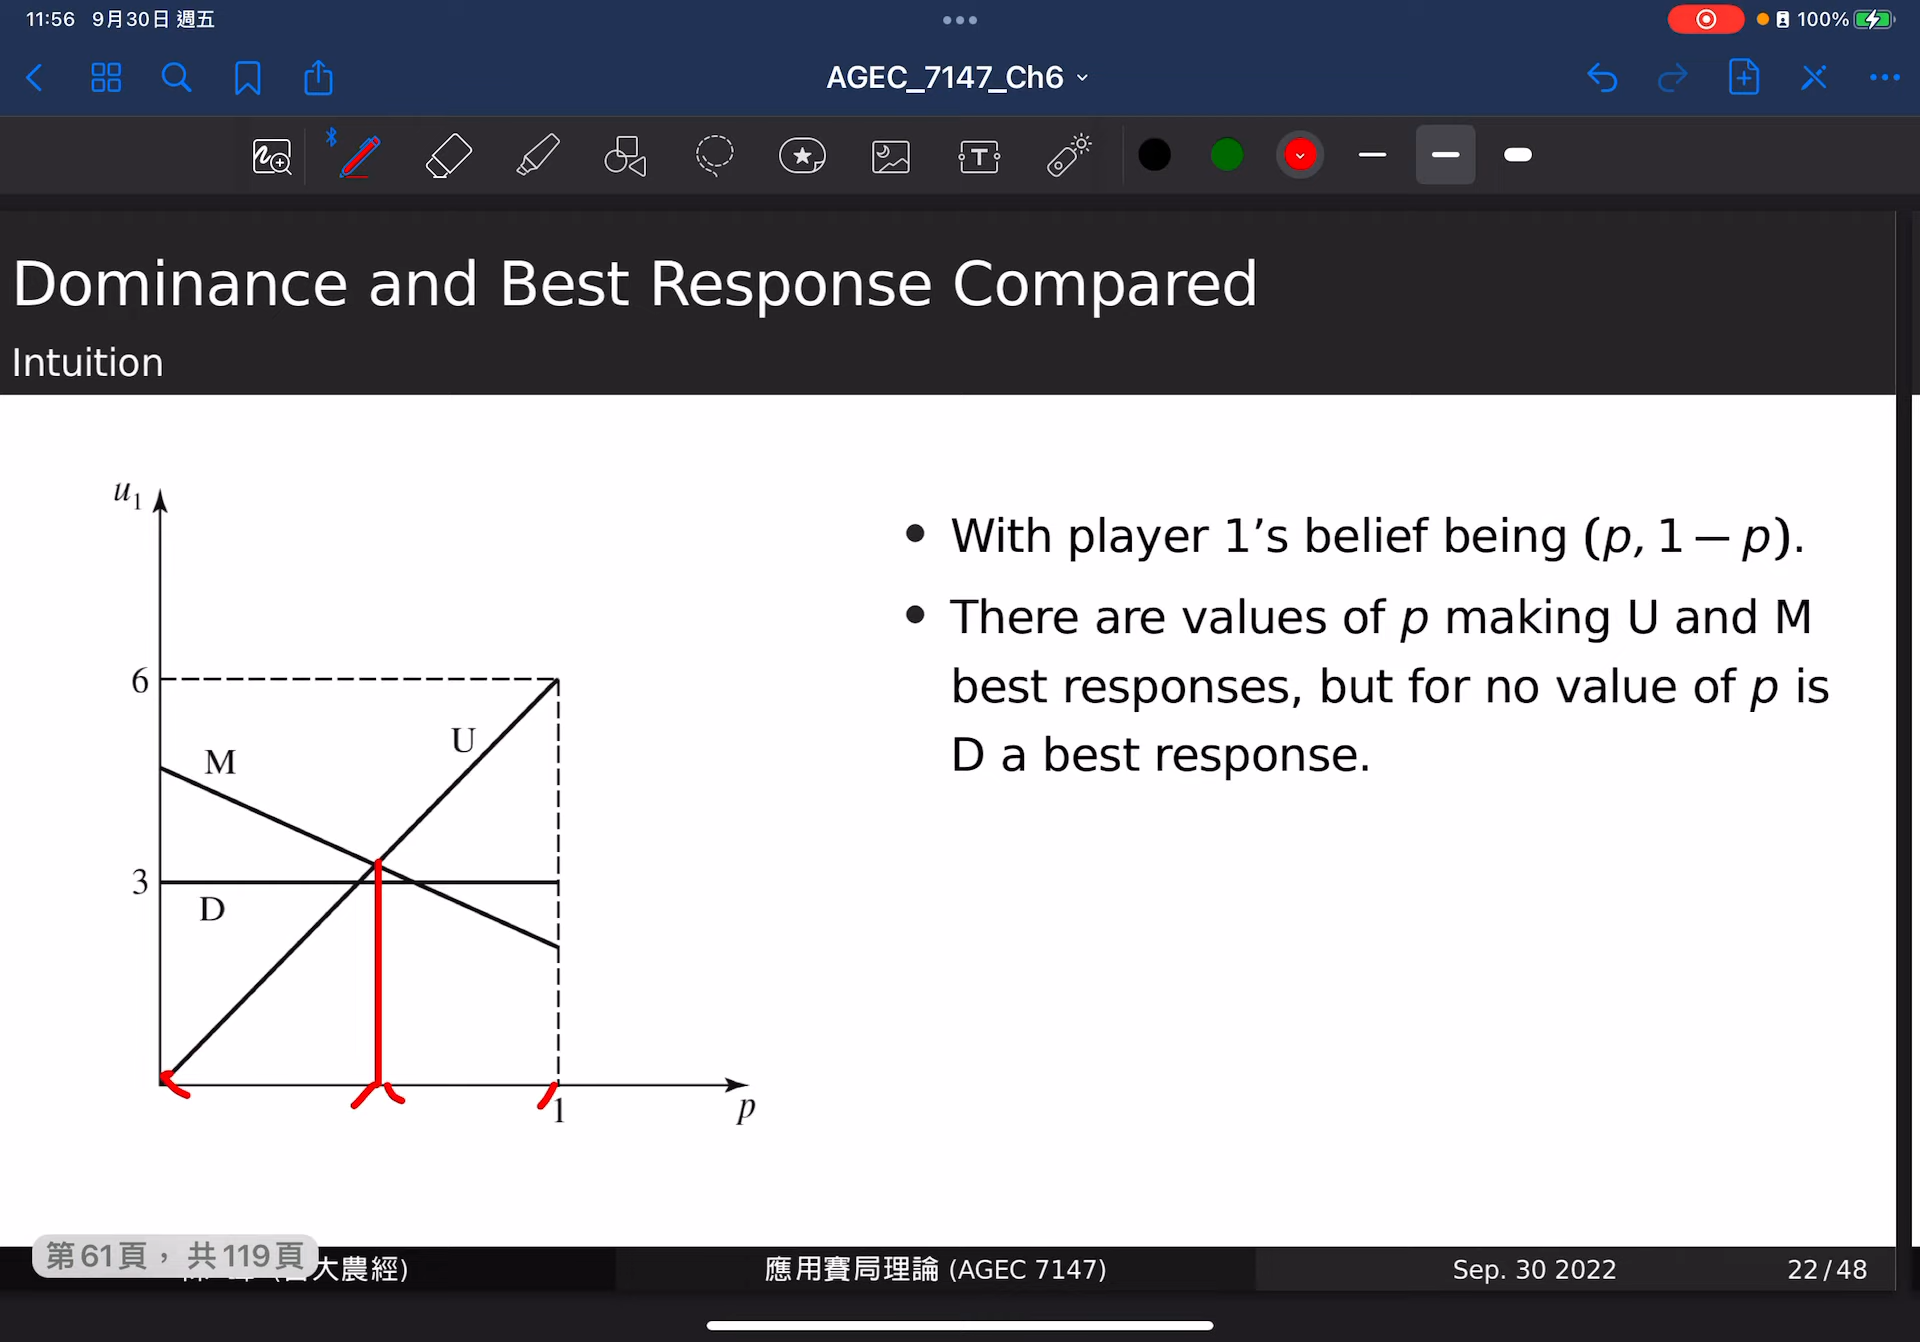 11:56 9月30日 週五
100%
AGEC_7147_Ch6
Dominance and Best Response Compared
Intuition
u1
6
M
U
3
D
1
p
• With player 1’s belief being (p, 1 − p).
• There are values of p making U and M
best responses, but for no value of p is
D a best response.
第61頁， 共119頁
大農經)
應用賽局理論 (AGEC 7147)
Sep. 30 2022
22 / 48